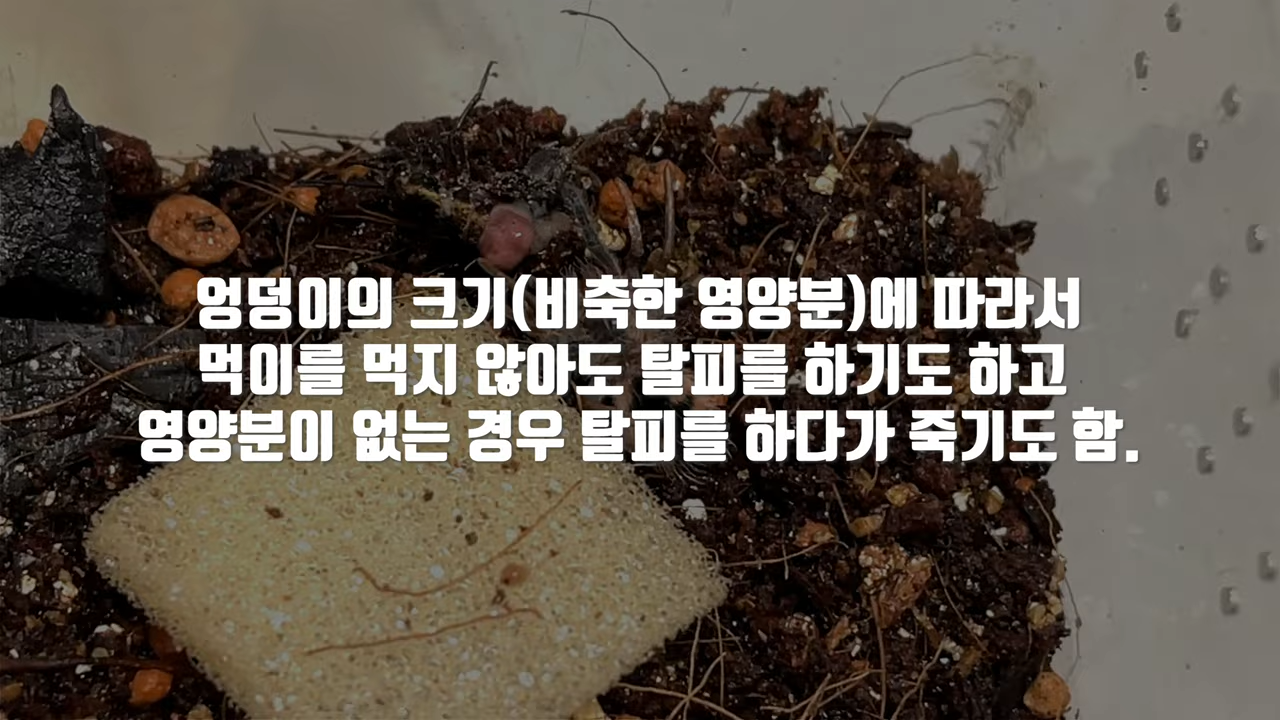 엉덩이의 크기(비축한 영양분)에 따라서
먹이를 먹지 않아도 탈피를 하기도 하고
영양분이 없는 경우 탈피를 하다가 죽기도 함.